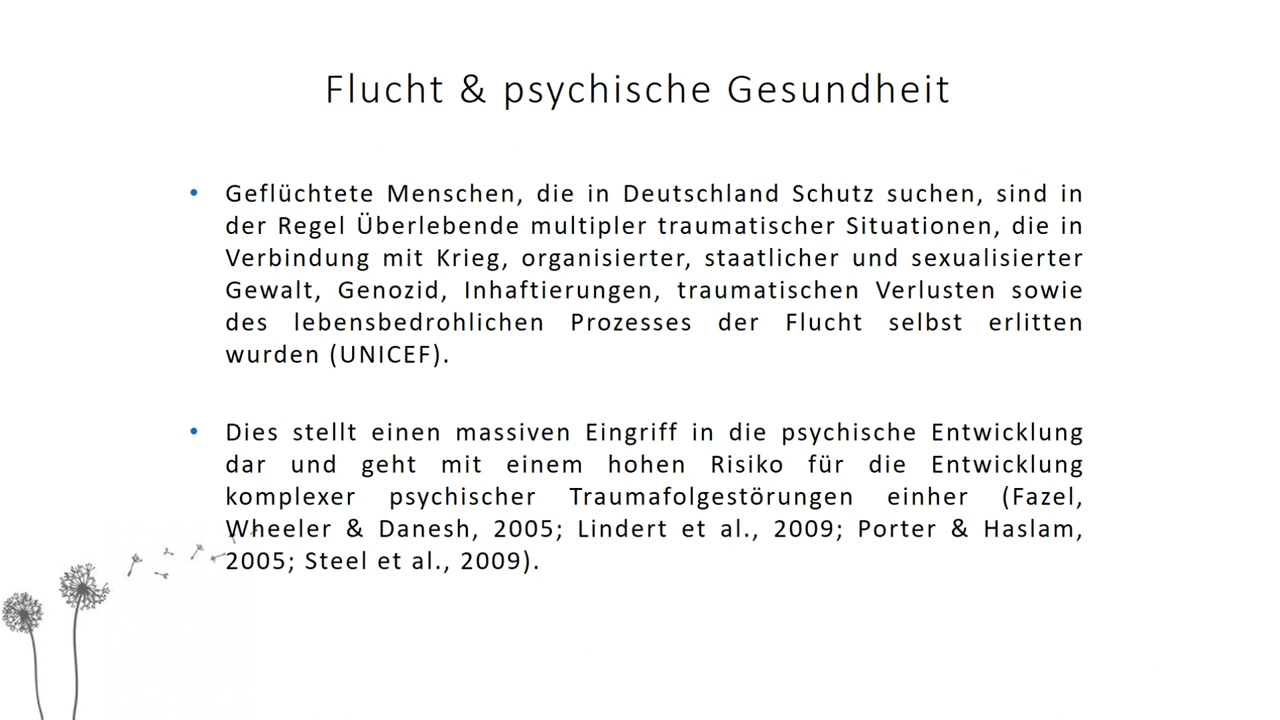 Flucht & psychische Gesundheit
• Geflüchtete Menschen, die in Deutschland Schutz suchen, sind in
der Regel Überlebende multipler traumatischer Situationen, die in
Verbindung mit Krieg, organisierter, staatlicher und sexualisierter
Gewalt, Genozid, Inhaftierungen, traumatischen Verlusten sowie
des lebensbedrohlichen Prozesses der Flucht selbst erlitten
wurden (UNICEF).
• Dies stellt einen massiven Eingriff in die psychische Entwicklung
dar und geht mit einem hohen Risiko für die Entwicklung
komplexer psychischer Traumafolgestörungen einher (Fazel,
Wheeler & Danesh, 2005; Lindert et al., 2009; Porter & Haslam,
2005; Steel et al., 2009).